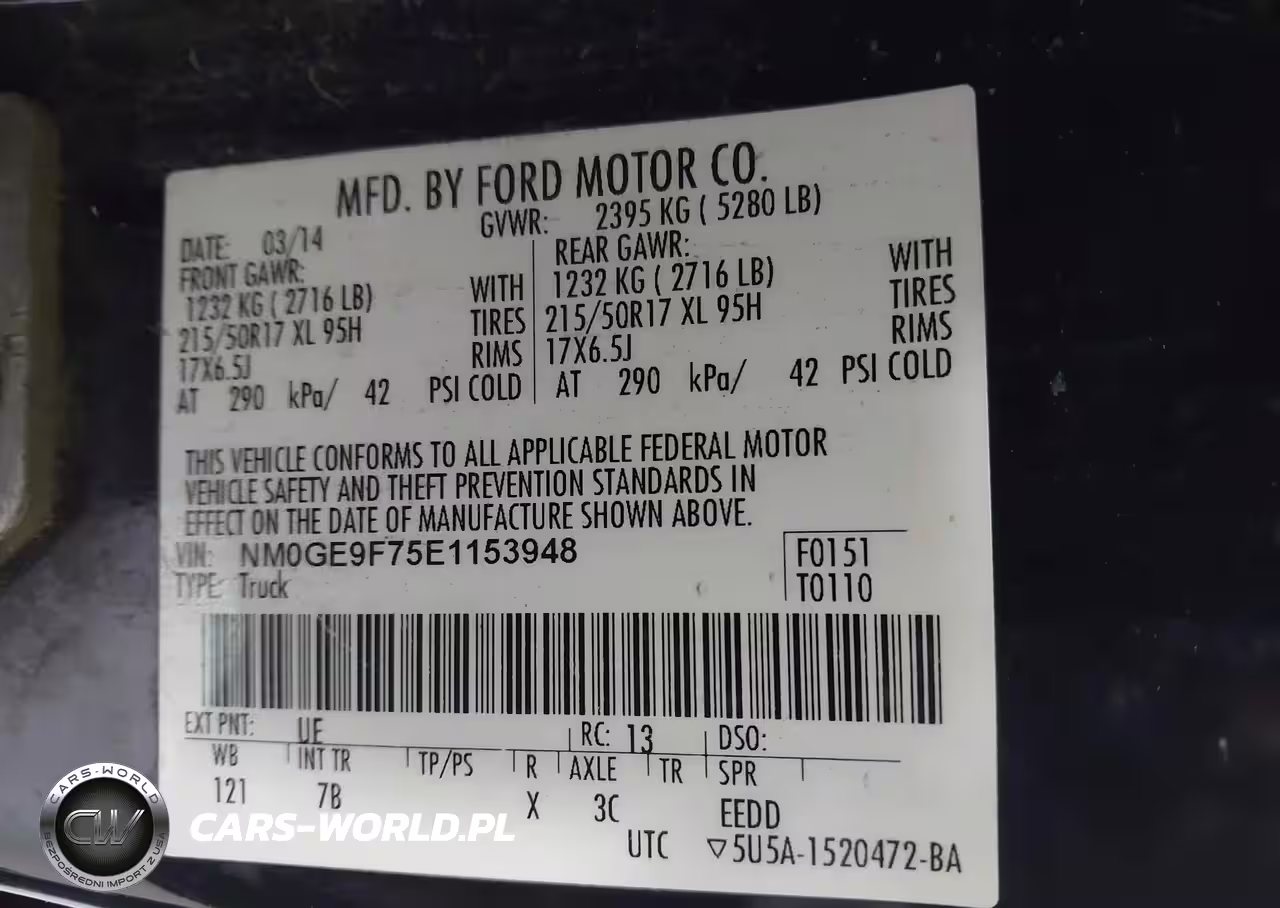 MFD. BY FORD MOTOR CO.
DATE: 03/14 GVWR: 2395 KG ( 5280 LB)
FRONT GAWR: REAR GAWR:
1232 KG ( 2716 LB) WITH 1232 KG ( 2716 LB) WITH
215/50R17 XL 95H TIRES 215/50R17 XL 95H TIRES
17X6.5J RIMS 17X6.5J RIMS
AT 290 kPa/ 42 PSI COLD AT 290 kPa/ 42 PSI COLD
THIS VEHICLE CONFORMS TO ALL APPLICABLE FEDERAL MOTOR
VEHICLE SAFETY AND THEFT PREVENTION STANDARDS IN
EFFECT ON THE DATE OF MANUFACTURE SHOWN ABOVE.
VIN: NM0GE9F75E1153948 F0151
TYPE: Truck T0110
EXT PNT: UE RC: 13 DSO:
WB INT TR TP/PS R AXLE TR SPR
121 7B X 3C EEDD
UTC ▽5U5A-1520472-BA
CARS-WORLD
CW
BEZPOŚREDNI IMPORT Z USA
CARS-WORLD.PL